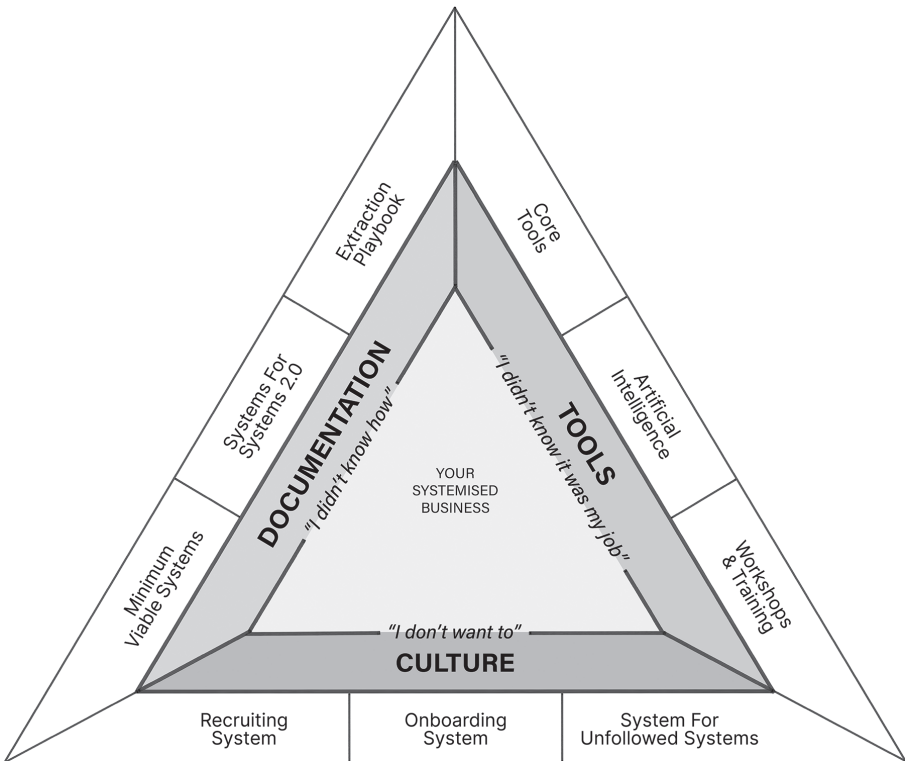 Extraction
Playbook
Core
Tools
Systems For
Systems 2.0
DOCUMENTATION
“I didn’t know how”
“I didn’t know it was my job”
TOOLS
Artificial
Intelligence
YOUR
SYSTEMISED
BUSINESS
Minimum
Viable Systems
Workshops
& Training
“I don’t want to”
CULTURE
Recruiting
System
Onboarding
System
System For
Unfollowed Systems